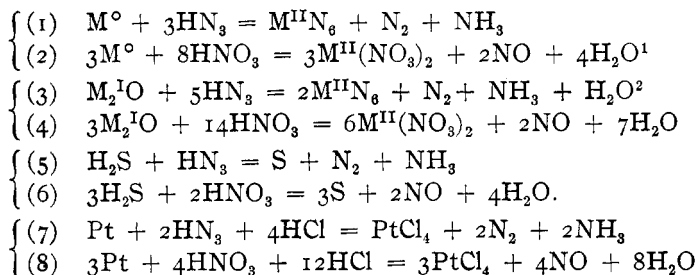 (1) M° + 3HN₃ = MᴵᴵN₆ + N₂ + NH₃
(2) 3M° + 8HNO₃ = 3Mᴵᴵ(NO₃)₂ + 2NO + 4H₂O¹
(3) M₂ᴵO + 5HN₃ = 2MᴵᴵN₆ + N₂ + NH₃ + H₂O²
(4) 3M₂ᴵO + 14HNO₃ = 6Mᴵᴵ(NO₃)₂ + 2NO + 7H₂O
(5) H₂S + HN₃ = S + N₂ + NH₃
(6) 3H₂S + 2HNO₃ = 3S + 2NO + 4H₂O.
(7) Pt + 2HN₃ + 4HCl = PtCl₄ + 2N₂ + 2NH₃
(8) 3Pt + 4HNO₃ + 12HCl = 3PtCl₄ + 4NO + 8H₂O